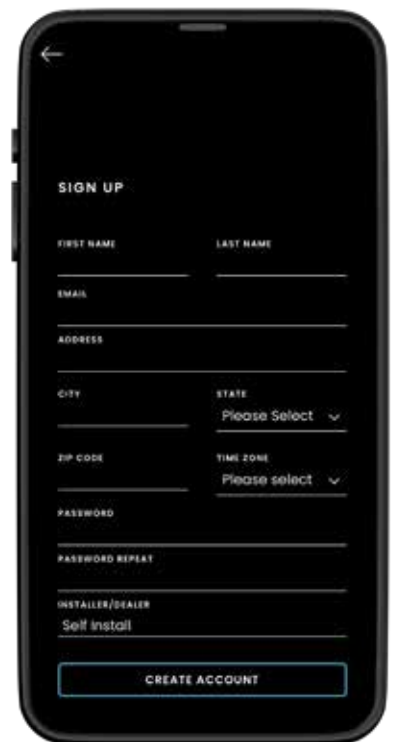 SIGN UP
FIRST NAME LAST NAME
EMAIL
ADDRESS
CITY STATE
Please Select
ZIP CODE TIME ZONE
Please select
PASSWORD
PASSWORD REPEAT
INSTALLER/DEALER
Self Install
CREATE ACCOUNT